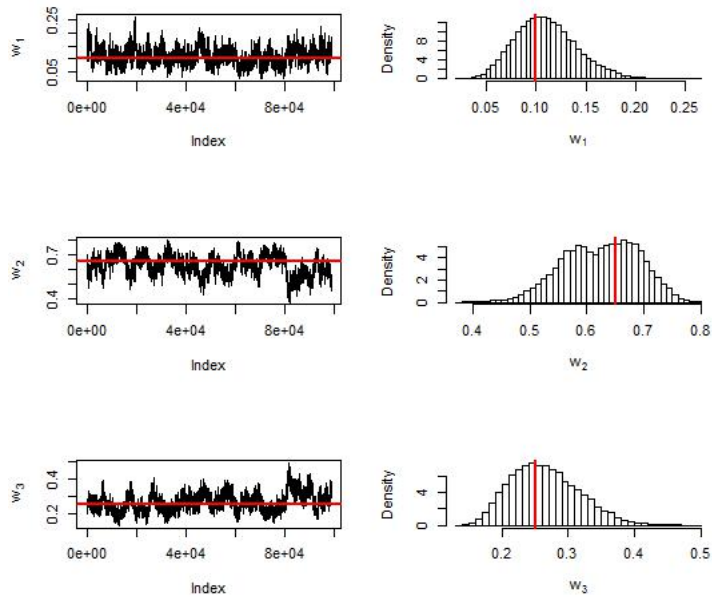 w1
0.05
0.25
0e+00 4e+04 8e+04
Index
Density
0 4 8
0.05 0.10 0.15 0.20 0.25
w1
w2
0.4
0.7
0e+00 4e+04 8e+04
Index
Density
0 2 4
0.4 0.5 0.6 0.7 0.8
w2
w3
0.2
0.4
0e+00 4e+04 8e+04
Index
Density
0 4
0.2 0.3 0.4 0.5
w3